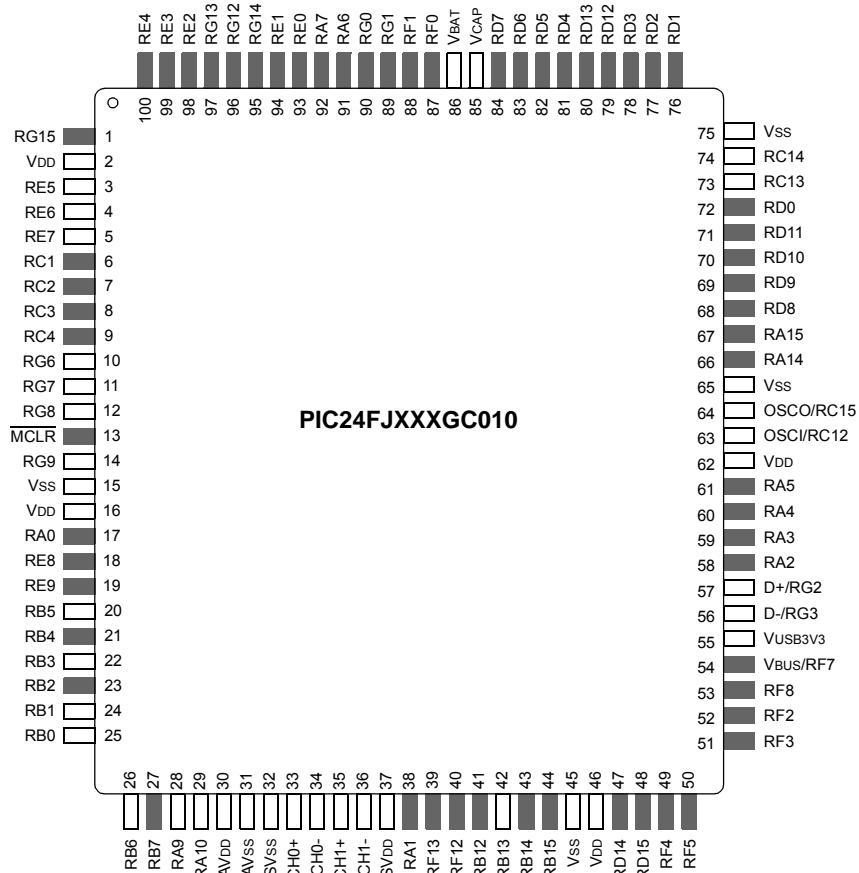 RE4 RE3 RE2 RG13 RG12 RG14 RE1 RE0 RA7 RA6 RG0 RG1 RF1 RF0 VBAT VCAP RD7 RD6 RD5 RD4 RD13 RD12 RD3 RD2 RD1
100 99 98 97 96 95 94 93 92 91 90 89 88 87 86 85 84 83 82 81 80 79 78 77 76
RG15 1
VDD 2
RE5 3
RE6 4
RE7 5
RC1 6
RC2 7
RC3 8
RC4 9
RG6 10
RG7 11
RG8 12
MCLR 13
RG9 14
VSS 15
VDD 16
RA0 17
RE8 18
RE9 19
RB5 20
RB4 21
RB3 22
RB2 23
RB1 24
RB0 25
PIC24FJXXXGC010
75 VSS
74 RC14
73 RC13
72 RD0
71 RD11
70 RD10
69 RD9
68 RD8
67 RA15
66 RA14
65 VSS
64 OSCO/RC15
63 OSCI/RC12
62 VDD
61 RA5
60 RA4
59 RA3
58 RA2
57 D+/RG2
56 D-/RG3
55 VUSB3V3
54 VBUS/RF7
53 RF8
52 RF2
51 RF3
26 27 28 29 30 31 32 33 34 35 36 37 38 39 40 41 42 43 44 45 46 47 48 49 50
RB6 RB7 RA9 RA10 AVDD AVSS SVSS CH0+ CH0- CH1+ CH1- SVDD RA1 RF13 RF12 RB12 RB13 RB14 RB15 VSS VDD RD14 RD15 RF4 RF5